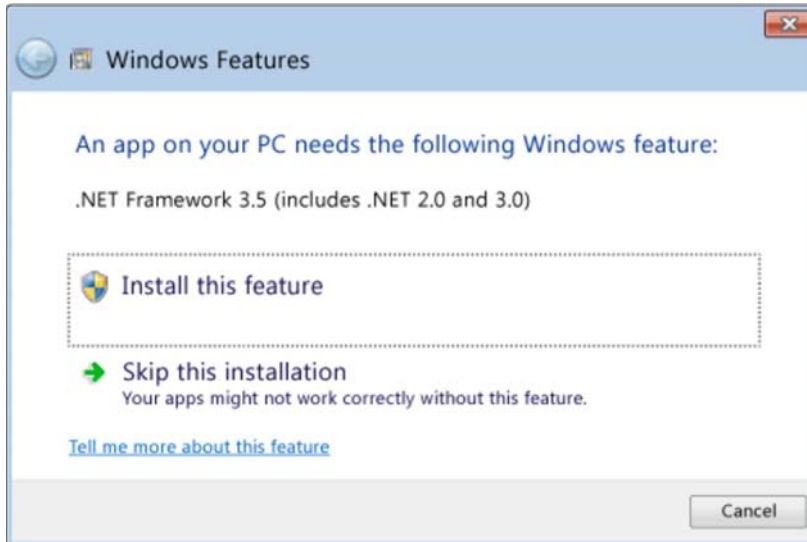 Windows Features
An app on your PC needs the following Windows feature:
.NET Framework 3.5 (includes .NET 2.0 and 3.0)
Install this feature
Skip this installation
Your apps might not work correctly without this feature.
Tell me more about this feature
Cancel